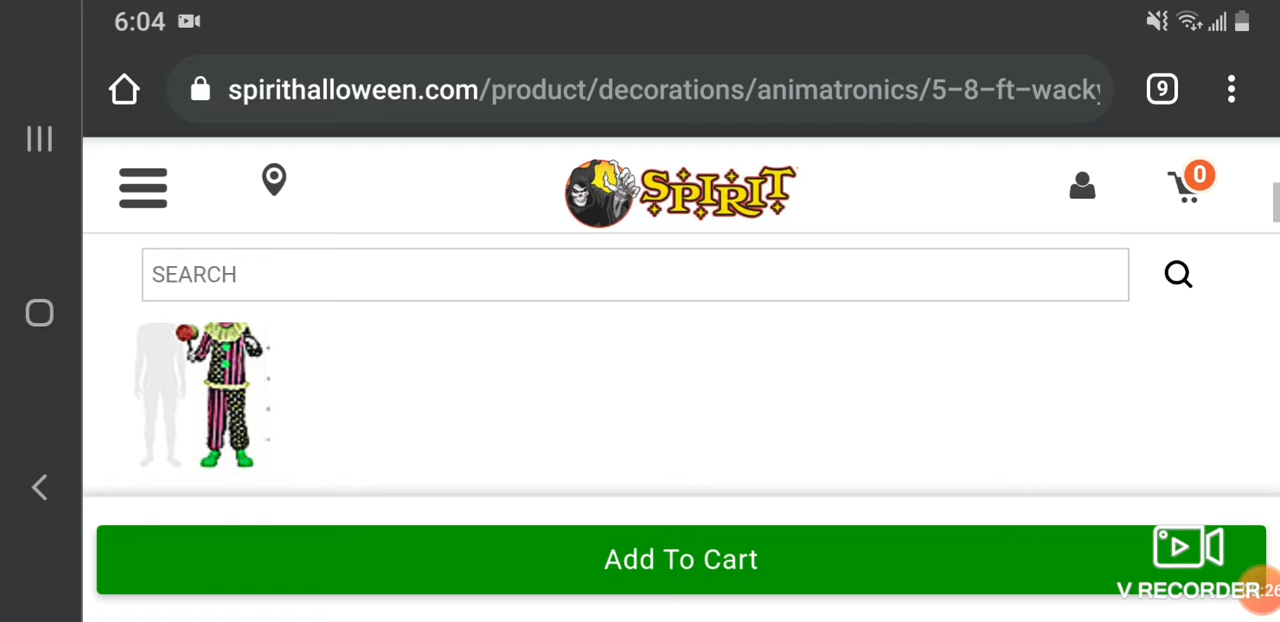 6:04
spirithalloween.com/product/decorations/animatronics/5-8-ft-wacky
9
SPIRIT
0
SEARCH
Add To Cart
V RECORDER
:26